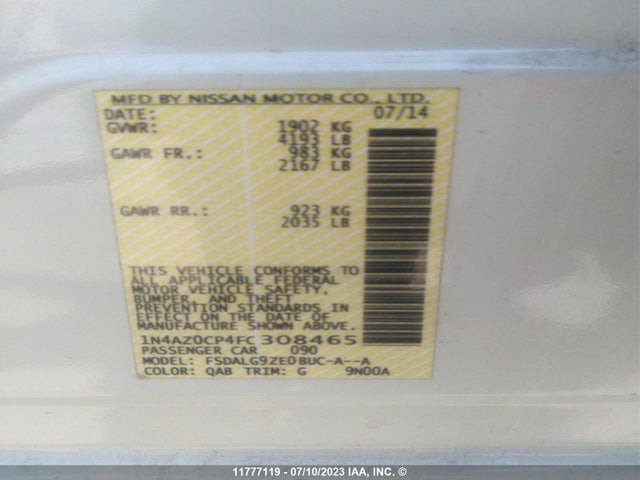 MFD BY NISSAN MOTOR CO., LTD.
DATE: 07/14
GVWR: 1902 KG
4193 LB
GAWR FR.: 983 KG
2167 LB
GAWR RR.: 923 KG
2035 LB
THIS VEHICLE CONFORMS TO
ALL APPLICABLE FEDERAL
MOTOR VEHICLE SAFETY,
BUMPER, AND THEFT
PREVENTION STANDARDS IN
EFFECT ON THE DATE OF
MANUFACTURE SHOWN ABOVE.
1N4AZ0CP4FC308465
PASSENGER CAR 090
MODEL: FSDALG9ZE0BUC-A--A
COLOR: QAB TRIM: G 9N00A
11777119 - 07/10/2023 IAA, INC. ©